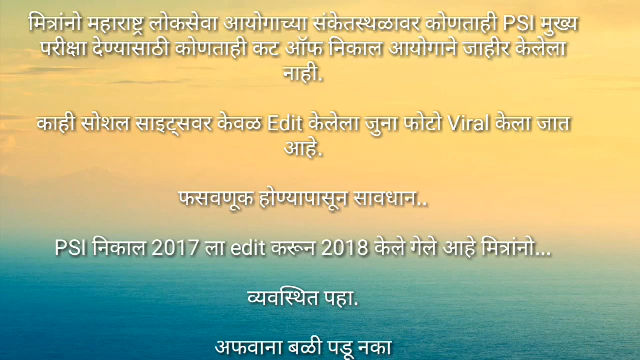 मित्रांनो महाराष्ट्र लोकसेवा आयोगाच्या संकेतस्थळावर कोणताही PSI मुख्य
परीक्षा देण्यासाठी कोणताही कट ऑफ निकाल आयोगाने जाहीर केलेला
नाही.
काही सोशल साइट्सवर केवळ Edit केलेला जुना फोटो Viral केला जात
आहे.
फसवणूक होण्यापासून सावधान..
PSI निकाल 2017 ला edit करून 2018 केले गेले आहे मित्रांनो...
व्यवस्थित पहा.
अफवाना बळी पडू नका